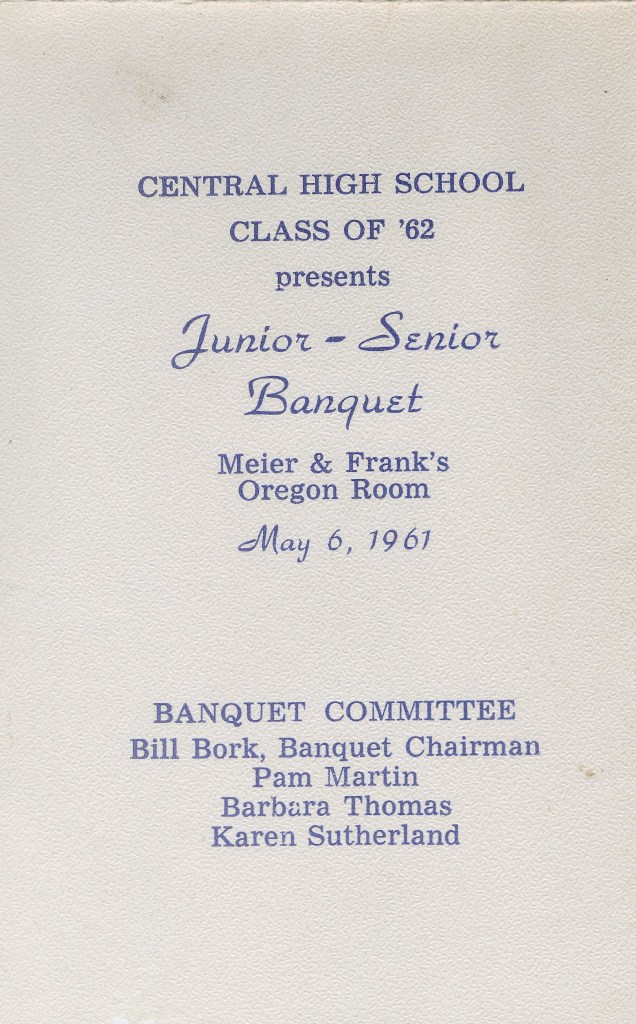 CENTRAL HIGH SCHOOL
CLASS OF '62
presents
Junior - Senior
Banquet
Meier & Frank's
Oregon Room
May 6, 1961
BANQUET COMMITTEE
Bill Bork, Banquet Chairman
Pam Martin
Barbara Thomas
Karen Sutherland